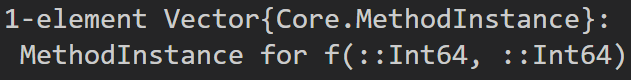 1-element Vector{Core.MethodInstance}:
 MethodInstance for f(::Int64, ::Int64)